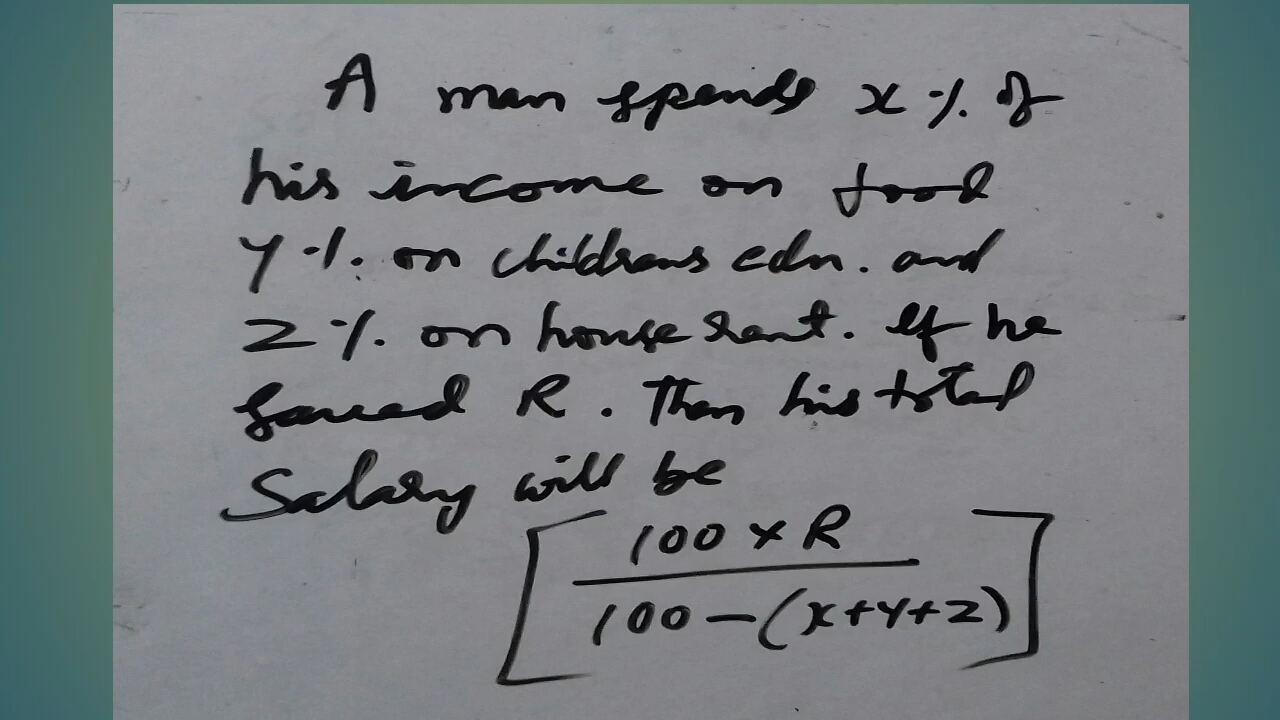 A man spends x %. of
his income on food
y %. on childrens edn. and
z %. on house rent. If he
saved R. Then his total
Salary will be
[100 × R / 100 - (x+y+z)]